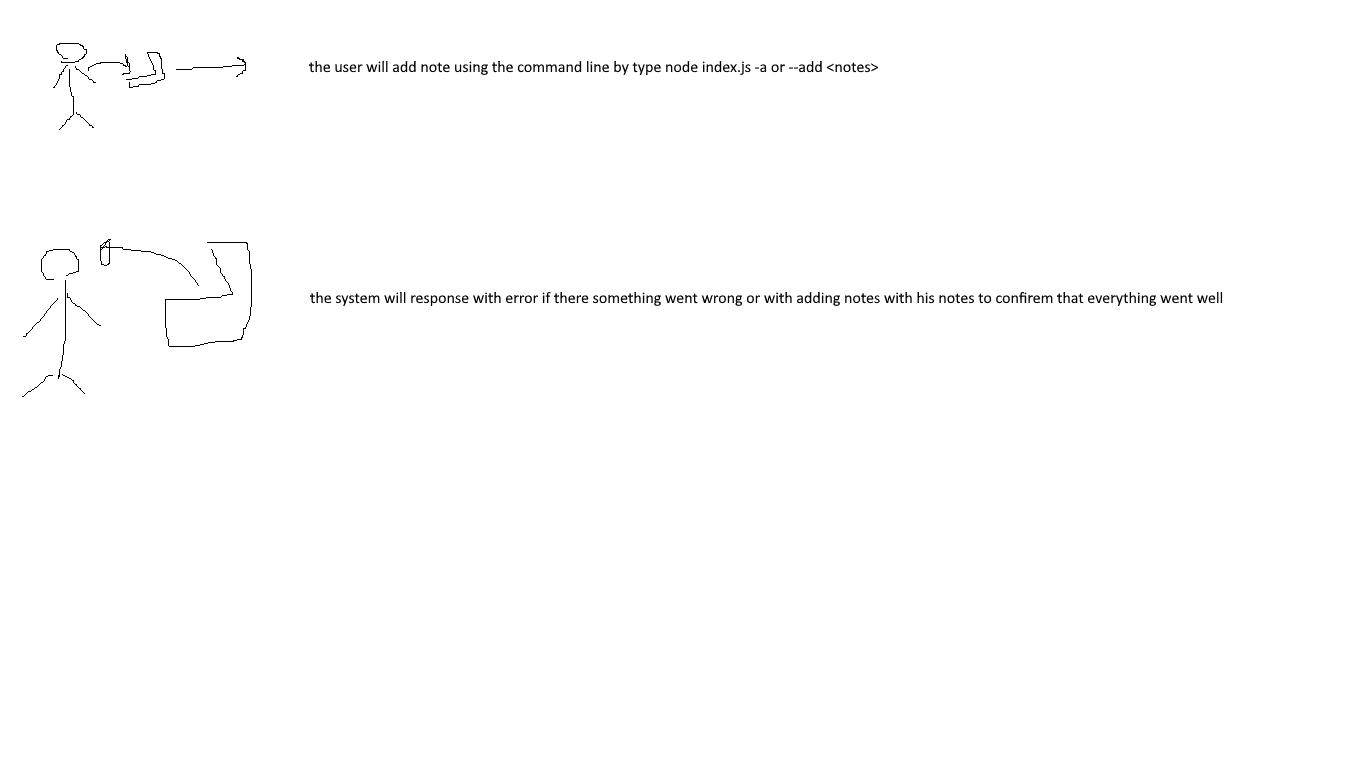 the user will add note using the command line by type node index.js -a or --add <notes>
the system will response with error if there something went wrong or with adding notes with his notes to confirem that everything went well